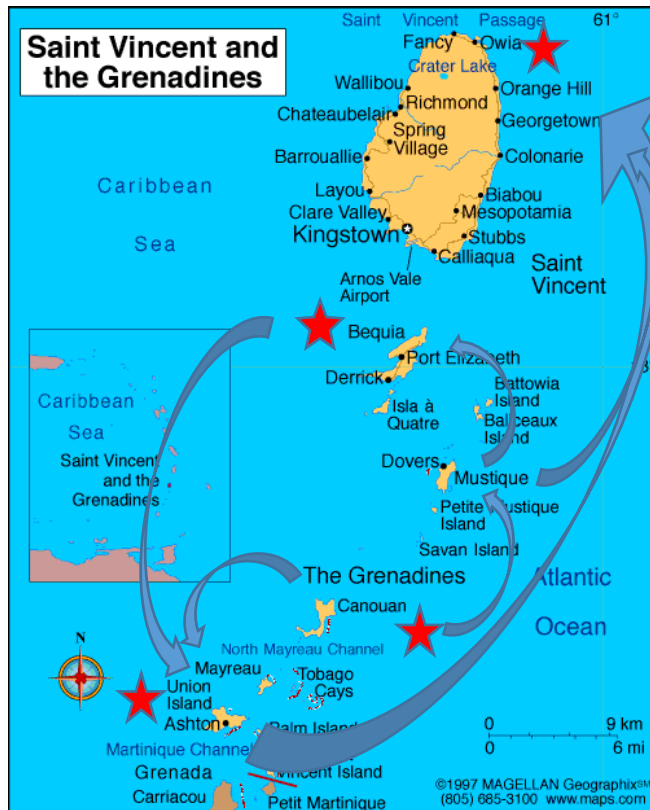 Saint Vincent and
the Grenadines
Saint Vincent Passage
61°
Fancy
Owia
Crater Lake
Wallibou
Orange Hill
Richmond
Chateaubelair
Georgetown
Spring
Village
Barrouallie
Colonarie
Caribbean
Sea
Layou
Biabou
Clare Valley
Mesopotamia
Kingstown
Stubbs
Calliaqua
Arnos Vale
Airport
Saint
Vincent
Bequia
Port Elizabeth
Derrick
Battowia
Island
Isla à
Quatre
Baliceaux
Island
Caribbean
Sea
Saint Vincent
and the
Grenadines
Dovers
Mustique
Petite Mustique
Island
Savan Island
The Grenadines
Atlantic
Ocean
Canouan
North Mayreau Channel
N
Mayreau
Tobago
Cays
Union
Island
Ashton
Palm Island
Martinique Channel
Vincent Island
Grenada
Carriacou
Petit Martinique
0 9 km
0 6 mi
©1997 MAGELLAN Geographix℠
(805) 685-3100 www.maps.com